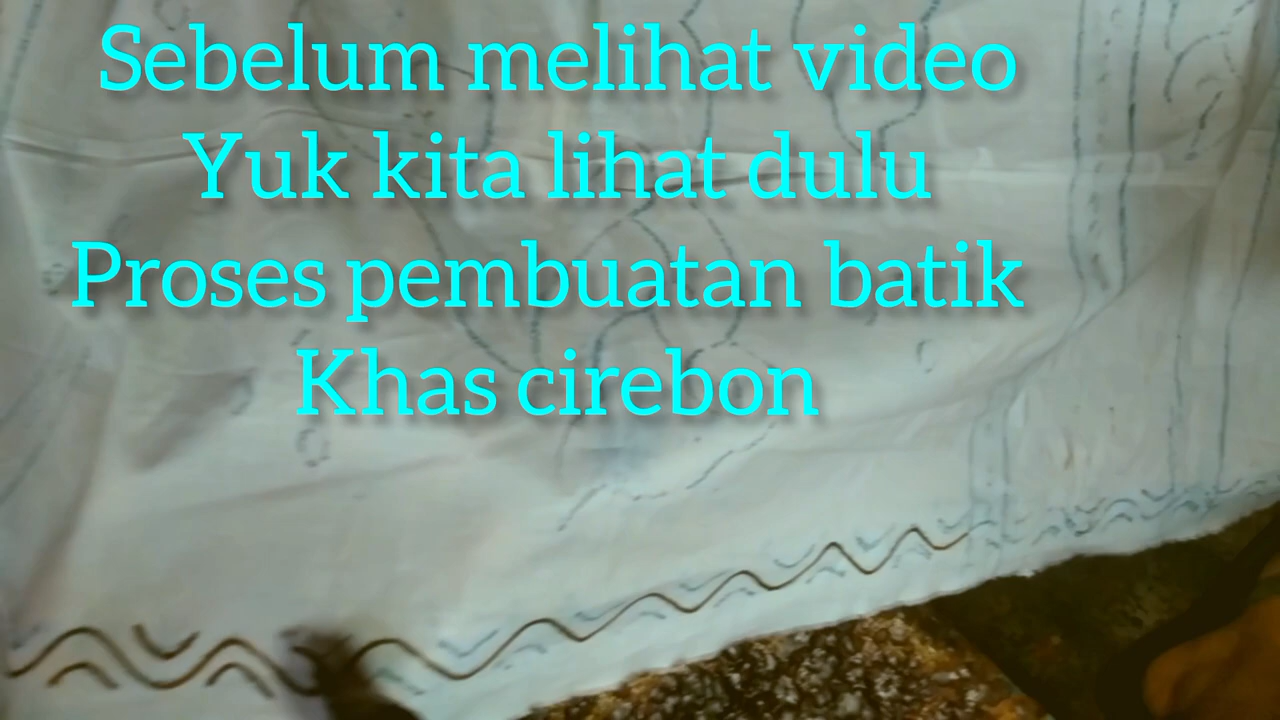 Sebelum melihat video
Yuk kita lihat dulu
Proses pembuatan batik
Khas cirebon